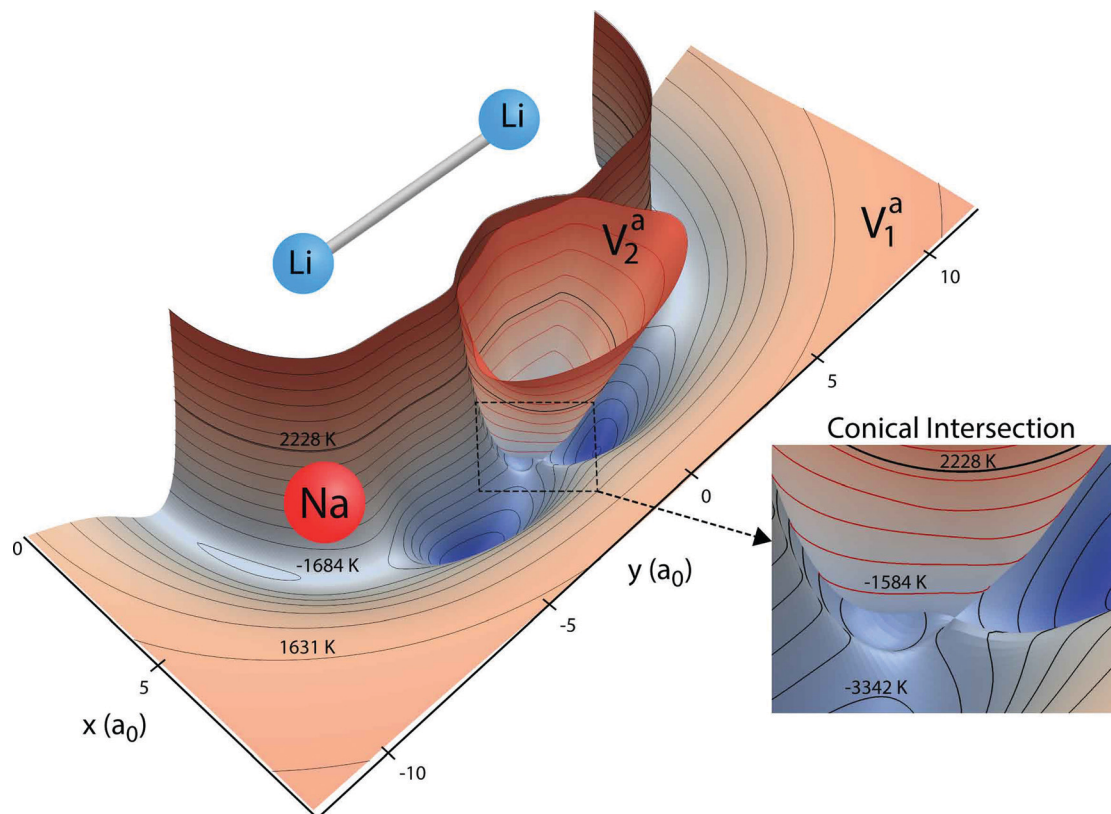 Li
Li
V₂ᵃ
V₁ᵃ
10
5
Conical Intersection
2228 K
2228 K
Na
0
0
-1684 K
y (a₀)
-1584 K
-5
1631 K
-3342 K
5
x (a₀)
-10